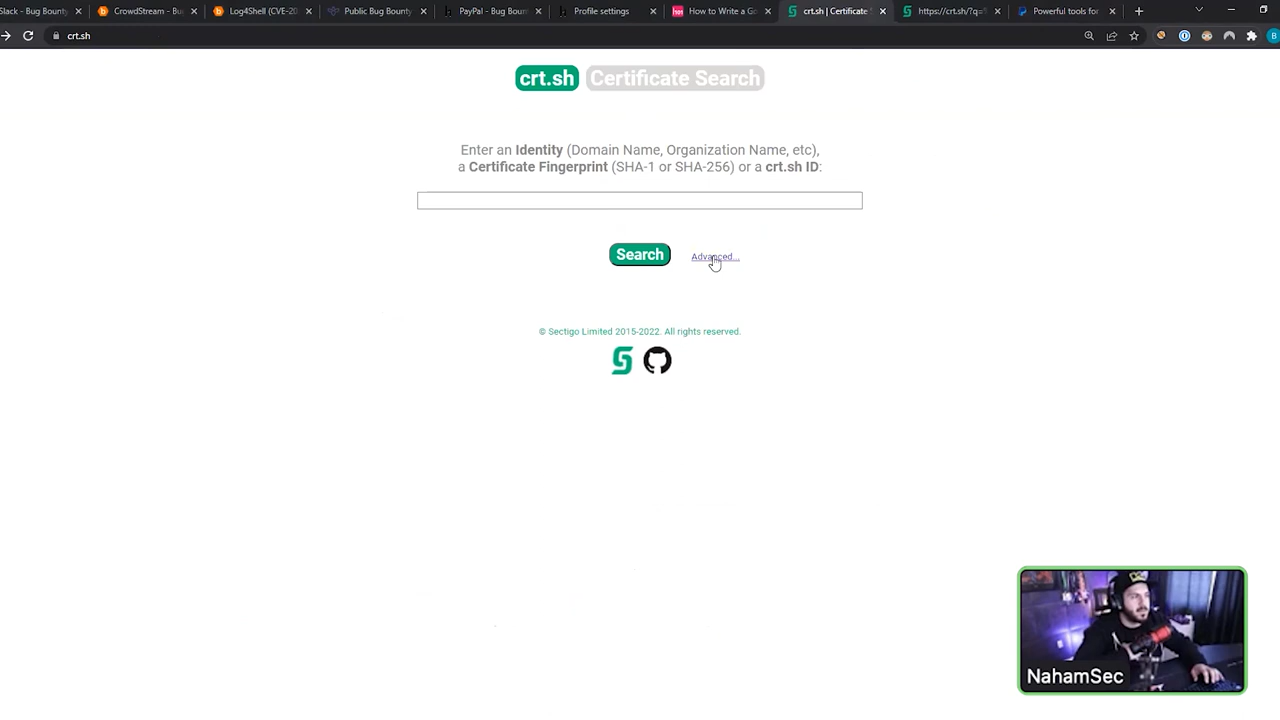 Slack - Bug Bounty
CrowdStream - Bu
Log4Shell (CVE-20
Public Bug Bounty
PayPal - Bug Boun
Profile settings
How to Write a Go
crt.sh | Certificate
https://crt.sh/?q=
Powerful tools for
crt.sh
crt.sh Certificate Search
Enter an Identity (Domain Name, Organization Name, etc),
a Certificate Fingerprint (SHA-1 or SHA-256) or a crt.sh ID:
Search
Advanced...
© Sectigo Limited 2015-2022. All rights reserved.
NahamSec